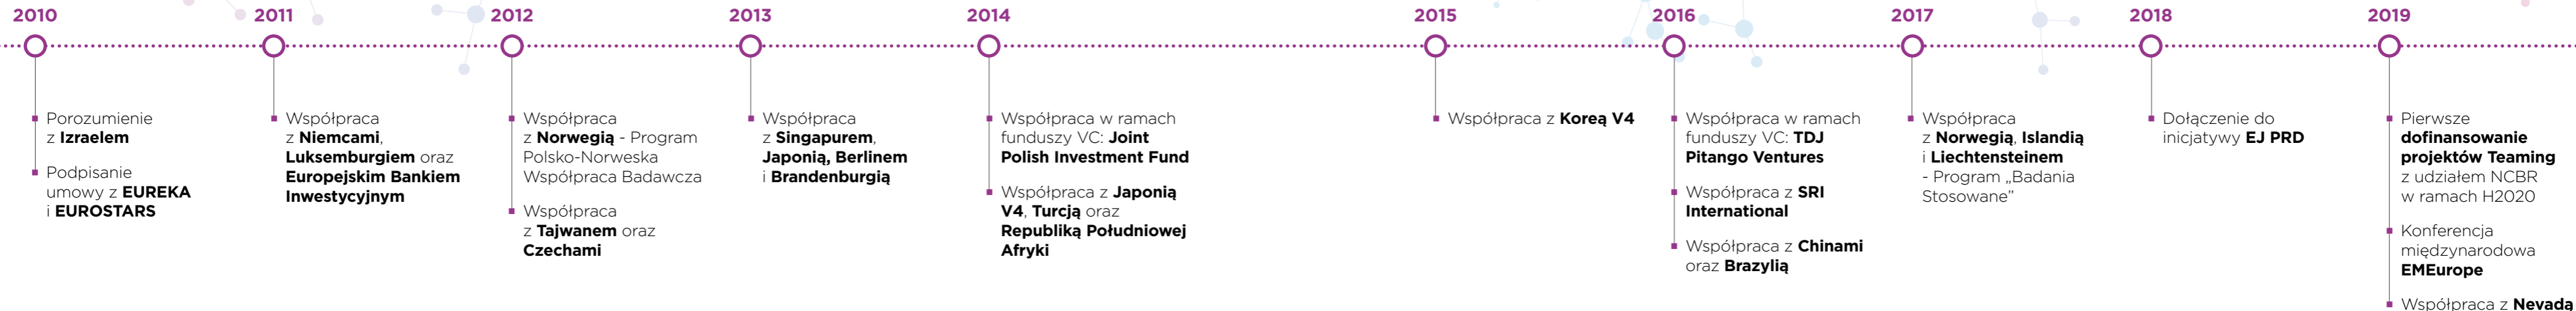 2010
Porozumienie
z Izraelem
Podpisanie
umowy z EUREKA
i EUROSTARS
2011
Współpraca
z Niemcami,
Luksemburgiem oraz
Europejskim Bankiem
Inwestycyjnym
2012
Współpraca
z Norwegią - Program
Polsko-Norweska
Współpraca Badawcza
Współpraca
z Tajwanem oraz
Czechami
2013
Współpraca
z Singapurem,
Japonią, Berlinem
i Brandenburgią
2014
Współpraca w ramach
funduszy VC: Joint
Polish Investment Fund
Współpraca z Japonią
V4, Turcją oraz
Republiką Południowej
Afryki
2015
Współpraca z Koreą V4
2016
Współpraca w ramach
funduszy VC: TDJ
Pitango Ventures
Współpraca z SRI
International
Współpraca z Chinami
oraz Brazylią
2017
Współpraca
z Norwegią, Islandią
i Liechtensteinem
- Program „Badania
Stosowane”
2018
Dołączenie do
inicjatywy EJ PRD
2019
Pierwsze
dofinansowanie
projektów Teaming
z udziałem NCBR
w ramach H2020
Konferencja
międzynarodowa
EMEurope
Współpraca z Nevadą